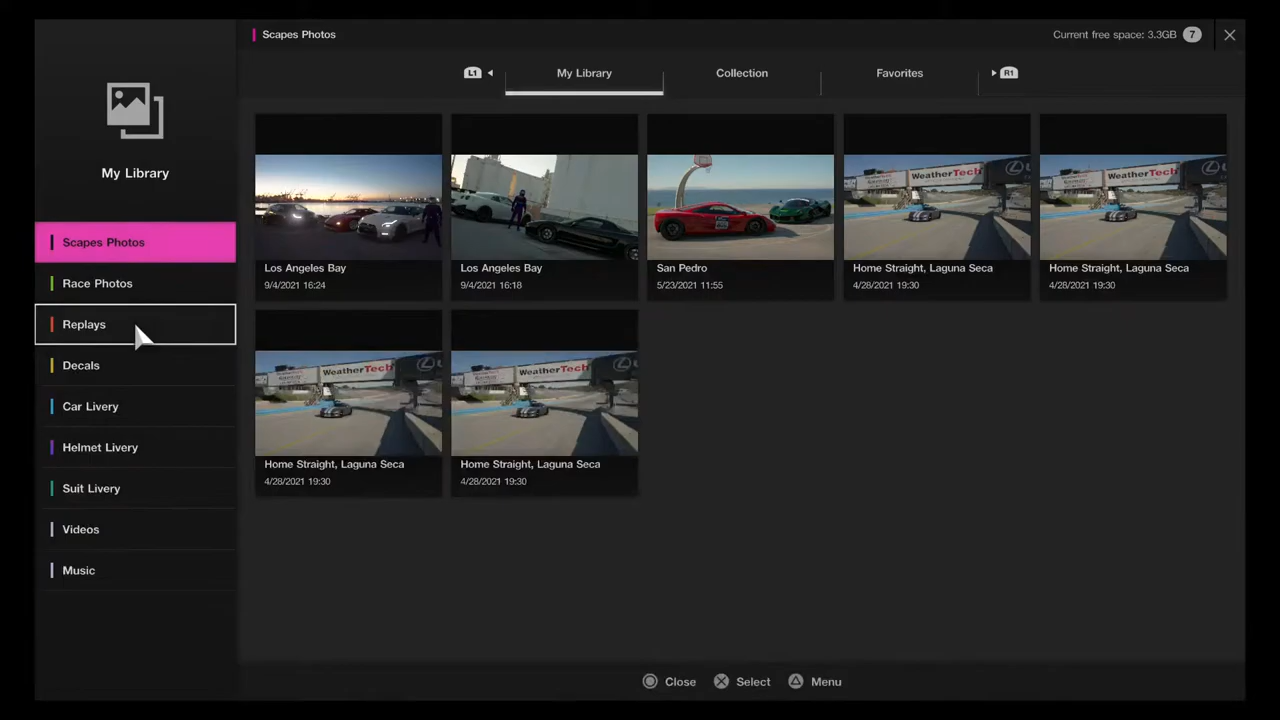 Scapes Photos
Current free space: 3.3GB 7
L1 My Library Collection Favorites R1
My Library
Scapes Photos
Race Photos
Replays
Decals
Car Livery
Helmet Livery
Suit Livery
Videos
Music
WeatherTech
WeatherTech
Los Angeles Bay
9/4/2021 16:24
Los Angeles Bay
9/4/2021 16:18
San Pedro
5/23/2021 11:55
Home Straight, Laguna Seca
4/28/2021 19:30
Home Straight, Laguna Seca
4/28/2021 19:30
WeatherTech
WeatherTech
Home Straight, Laguna Seca
4/28/2021 19:30
Home Straight, Laguna Seca
4/28/2021 19:30
Close Select Menu